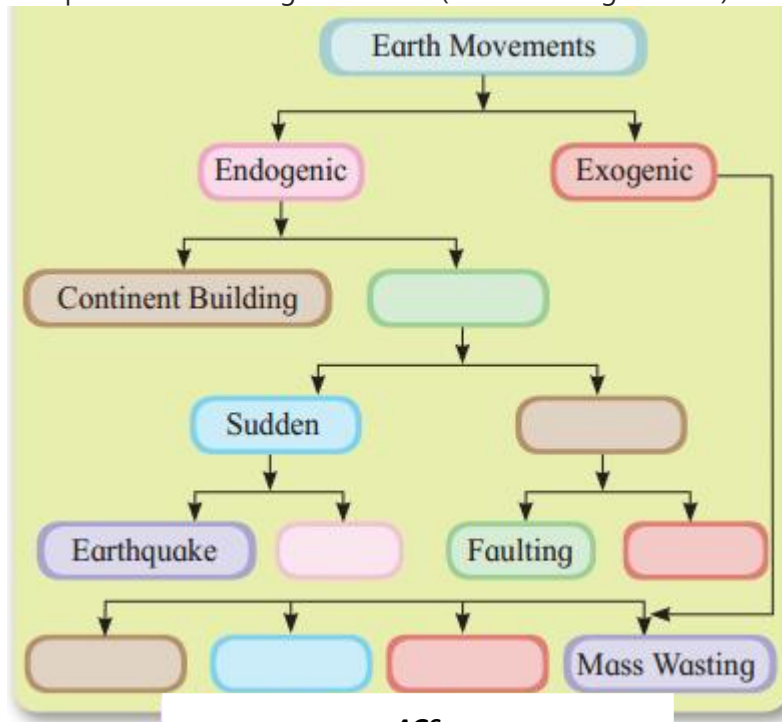 Earth Movements
Endogenic
Exogenic
Continent Building
Sudden
Earthquake
Faulting
Mass Wasting